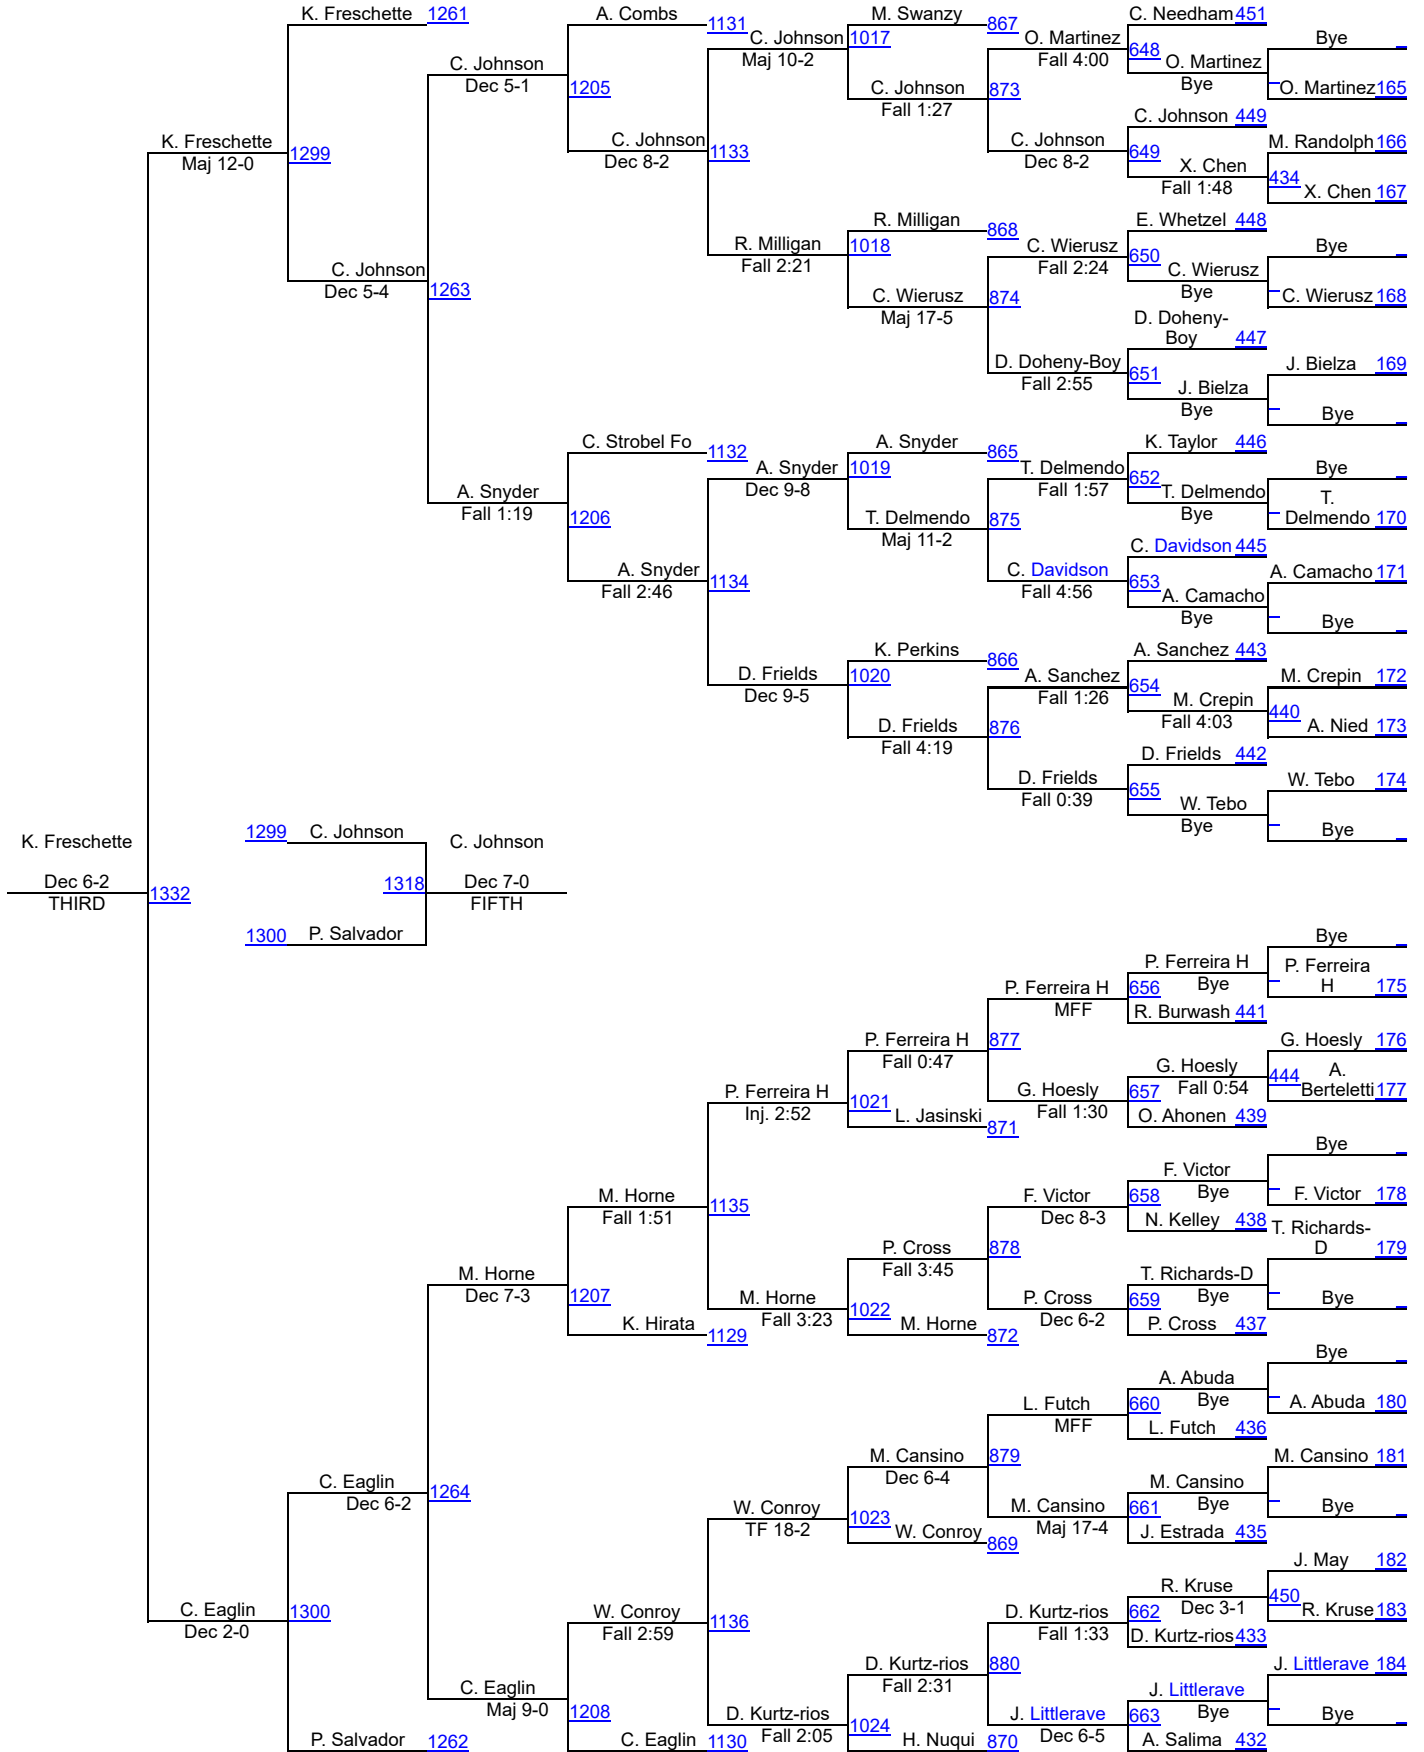 K. Freschette 1261
A. Combs 1131
M. Swanzy 867
C. Needham 451
Bye
C. Johnson 1017
Maj 10-2
O. Martinez
Fall 4:00
648
O. Martinez
Bye
O. Martinez 165
C. Johnson
Dec 5-1
1205
C. Johnson
Fall 1:27
873
C. Johnson 449
K. Freschette
Maj 12-0
1299
C. Johnson
Dec 8-2
1133
C. Johnson
Dec 8-2
649
X. Chen
Fall 1:48
M. Randolph 166
434
X. Chen 167
R. Milligan
Fall 2:21
R. Milligan 868
1018
C. Wierusz
Fall 2:24
E. Whetzel 448
650
C. Wierusz
Bye
Bye
C. Wierusz 168
C. Johnson
Dec 5-4
1263
C. Wierusz
Maj 17-5
874
D. Doheny-
Boy 447
D. Doheny-Boy
Fall 2:55
651
J. Bielza
Bye
J. Bielza 169
Bye
C. Strobel Fo 1132
A. Snyder 865
K. Taylor 446
A. Snyder
Dec 9-8
1019
T. Delmendo
Fall 1:57
652
T. Delmendo
Bye
Bye
T.
Delmendo 170
A. Snyder
Fall 1:19
1206
T. Delmendo
Maj 11-2
875
C. Davidson 445
A. Snyder
Fall 2:46
1134
C. Davidson
Fall 4:56
653
A. Camacho
Bye
A. Camacho 171
Bye
K. Perkins 866
A. Sanchez 443
D. Frields
Dec 9-5
1020
A. Sanchez
Fall 1:26
654
M. Crepin
Fall 4:03
M. Crepin 172
440
A. Nied 173
D. Frields
Fall 4:19
876
D. Frields 442
D. Frields
Fall 0:39
655
W. Tebo
Bye
W. Tebo 174
Bye
K. Freschette
Dec 6-2
THIRD
1332
1299 C. Johnson
1318
1300 P. Salvador
C. Johnson
Dec 7-0
FIFTH
Bye
P. Ferreira H
Bye
P. Ferreira
H 175
P. Ferreira H
MFF
656
R. Burwash 441
P. Ferreira H
Fall 0:47
877
G. Hoesly 176
G. Hoesly
Fall 0:54
444
A.
Berteletti 177
P. Ferreira H
Inj. 2:52
1021
L. Jasinski 871
G. Hoesly
Fall 1:30
657
O. Ahonen 439
Bye
M. Horne
Fall 1:51
1135
F. Victor
Dec 8-3
F. Victor
658
Bye
F. Victor 178
N. Kelley 438
P. Cross
Fall 3:45
878
T. Richards-
D 179
M. Horne
Dec 7-3
1207
K. Hirata 1129
M. Horne
Fall 3:23
1022
M. Horne 872
P. Cross
Dec 6-2
T. Richards-D
659
Bye
Bye
P. Cross 437
Bye
L. Futch
MFF
A. Abuda
660
Bye
A. Abuda 180
L. Futch 436
C. Eaglin
Dec 6-2
1264
M. Cansino
Dec 6-4
879
M. Cansino 181
W. Conroy
TF 18-2
1023
W. Conroy 869
M. Cansino
Maj 17-4
M. Cansino
661
Bye
Bye
J. Estrada 435
J. May 182
C. Eaglin
Dec 2-0
1300
W. Conroy
Fall 2:59
1136
D. Kurtz-rios
Fall 1:33
R. Kruse
662
Dec 3-1
450
R. Kruse 183
D. Kurtz-rios 433
C. Eaglin
Maj 9-0
1208
D. Kurtz-rios
Fall 2:31
880
J. Littlerave 184
D. Kurtz-rios
Fall 2:05
1024
J. Littlerave
Dec 6-5
J. Littlerave
663
Bye
Bye
P. Salvador 1262
C. Eaglin 1130
H. Nuqui 870
A. Salima 432